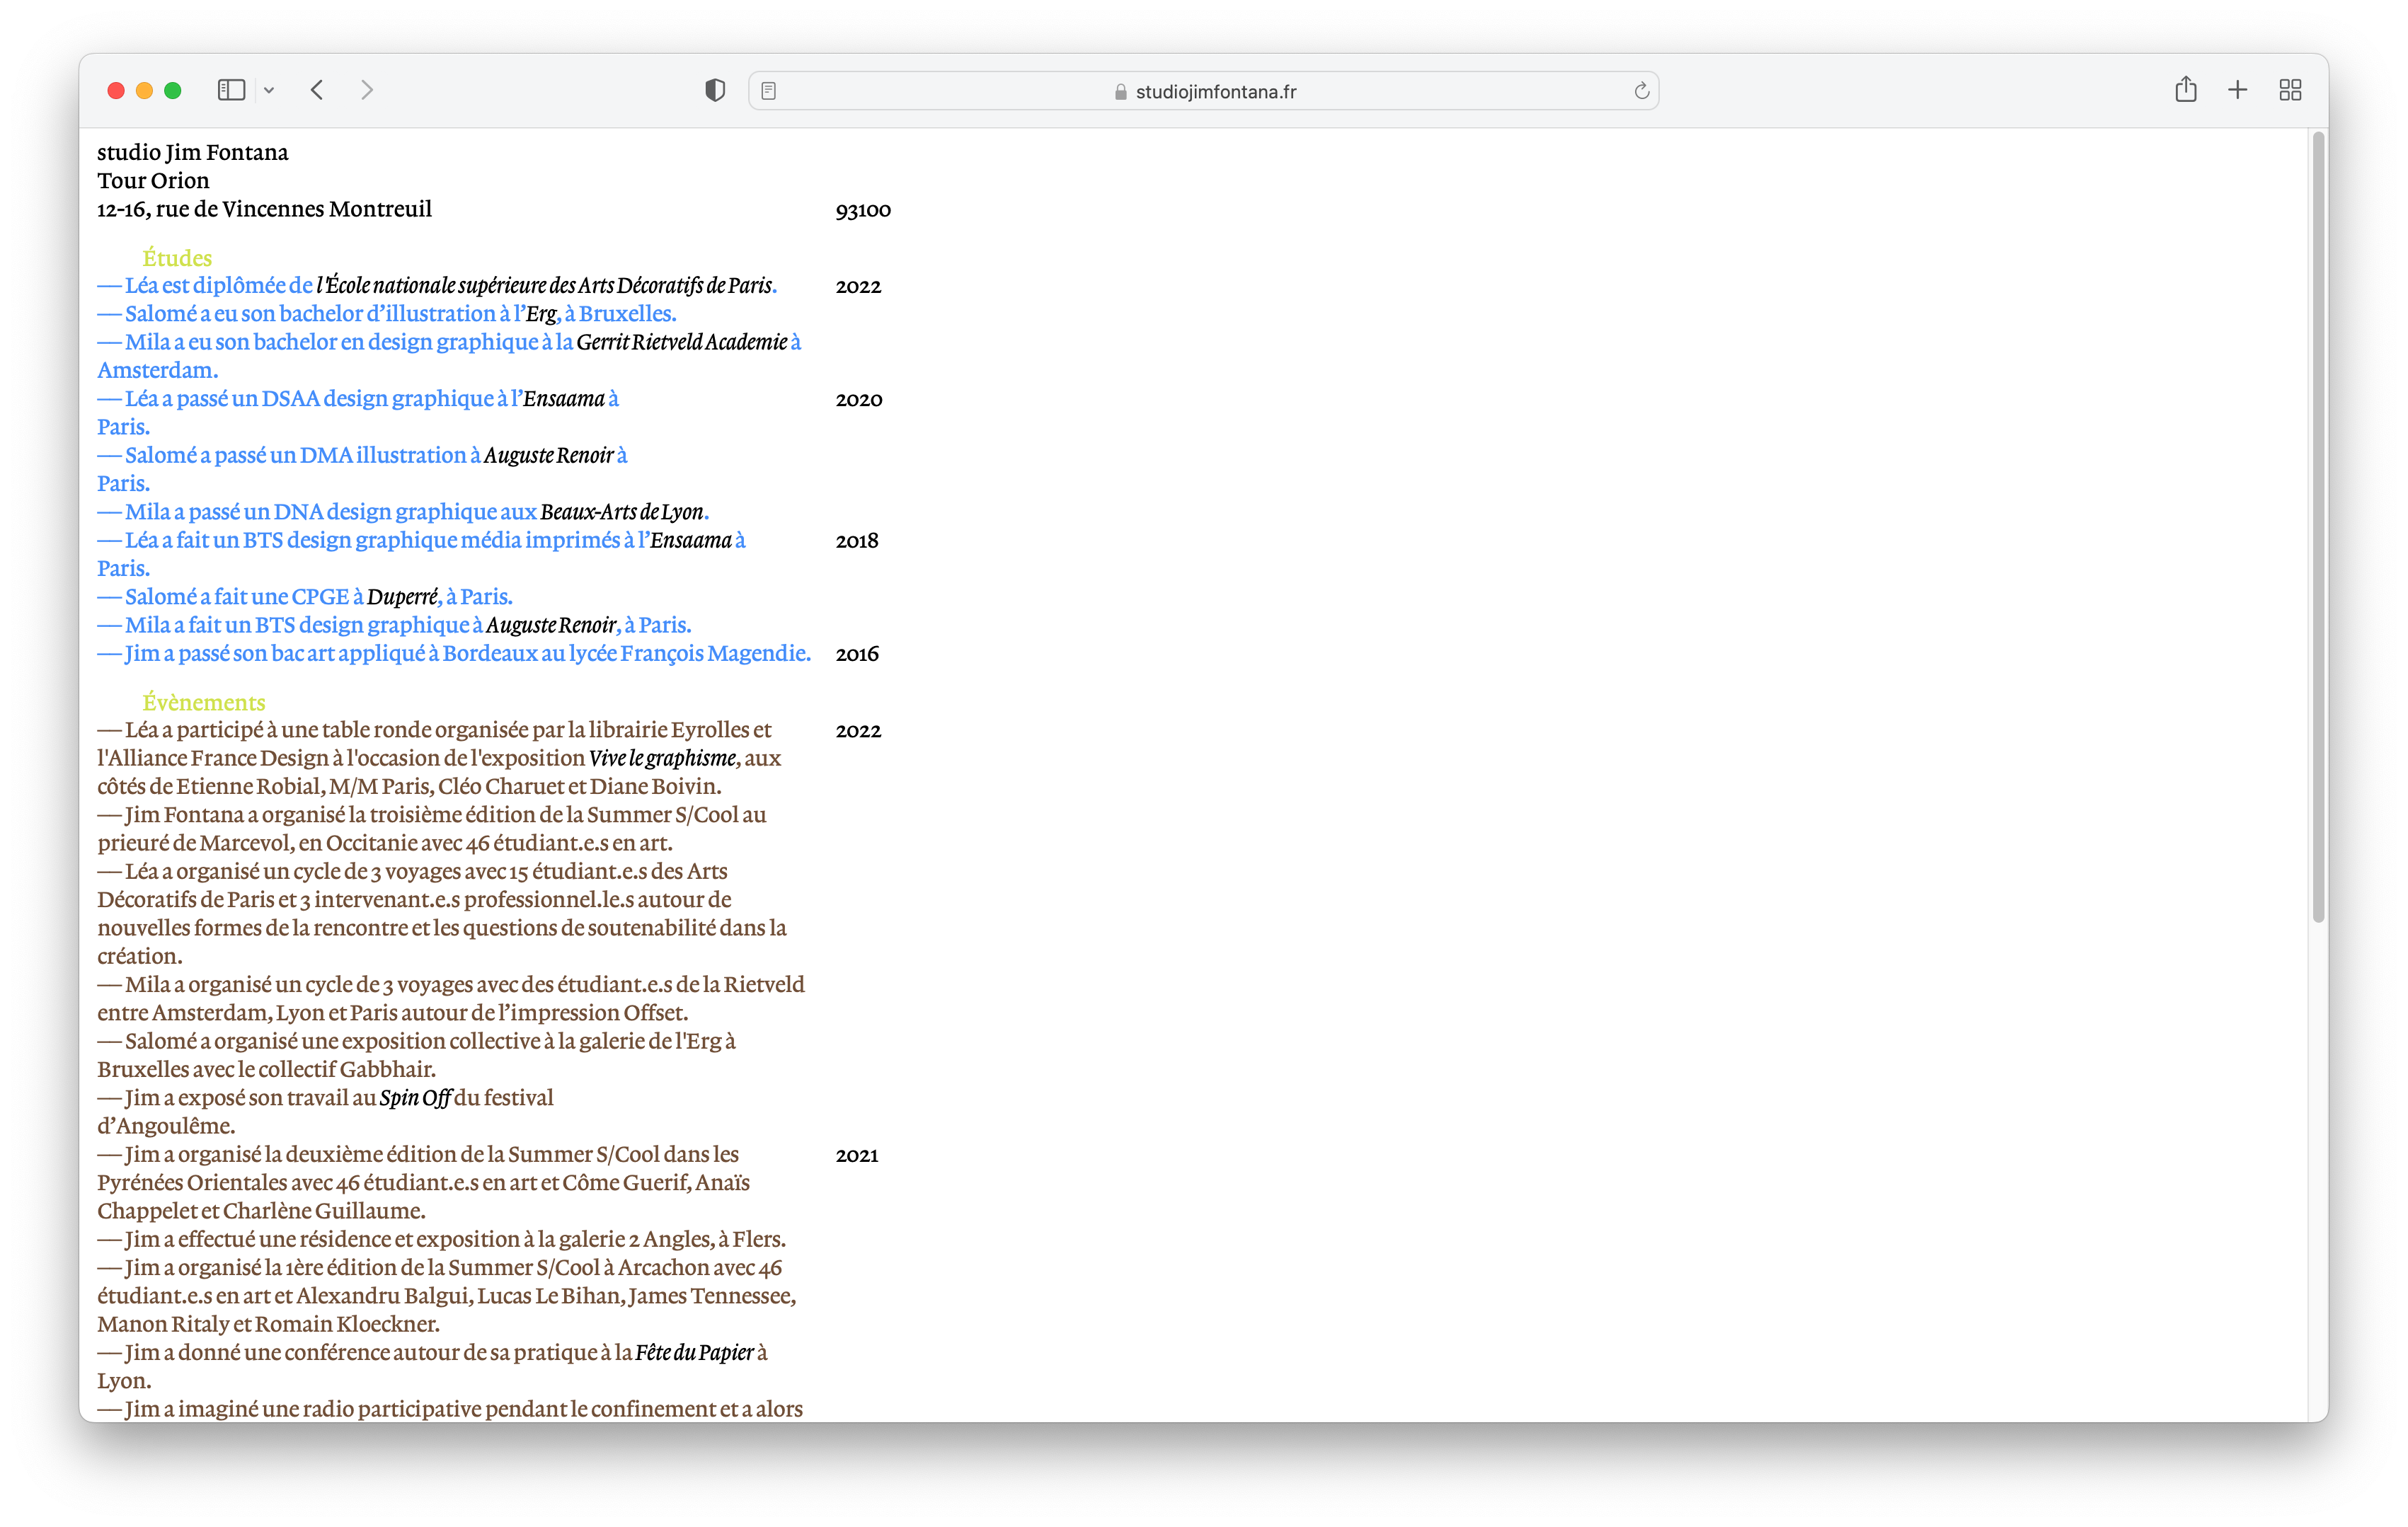 studiojimfontana.fr
studio Jim Fontana
Tour Orion
12-16, rue de Vincennes Montreuil 93100
Études
— Léa est diplômée de l'École nationale supérieure des Arts Décoratifs de Paris. 2022
— Salomé a eu son bachelor d’illustration à l’Erg, à Bruxelles.
— Mila a eu son bachelor en design graphique à la Gerrit Rietveld Academie à
Amsterdam.
— Léa a passé un DSAA design graphique à l’Ensaama à 2020
Paris.
— Salomé a passé un DMA illustration à Auguste Renoir à
Paris.
— Mila a passé un DNA design graphique aux Beaux-Arts de Lyon.
— Léa a fait un BTS design graphique média imprimés à l’Ensaama à 2018
Paris.
— Salomé a fait une CPGE à Duperré, à Paris.
— Mila a fait un BTS design graphique à Auguste Renoir, à Paris.
— Jim a passé son bac art appliqué à Bordeaux au lycée François Magendie. 2016
Évènements
— Léa a participé à une table ronde organisée par la librairie Eyrolles et 2022
l'Alliance France Design à l'occasion de l'exposition Vive le graphisme, aux
côtés de Etienne Robial, M/M Paris, Cléo Charuet et Diane Boivin.
— Jim Fontana a organisé la troisième édition de la Summer S/Cool au
prieuré de Marcevol, en Occitanie avec 46 étudiant.e.s en art.
— Léa a organisé un cycle de 3 voyages avec 15 étudiant.e.s des Arts
Décoratifs de Paris et 3 intervenant.e.s professionnel.le.s autour de
nouvelles formes de la rencontre et les questions de soutenabilité dans la
création.
— Mila a organisé un cycle de 3 voyages avec des étudiant.e.s de la Rietveld
entre Amsterdam, Lyon et Paris autour de l’impression Offset.
— Salomé a organisé une exposition collective à la galerie de l'Erg à
Bruxelles avec le collectif Gabbhair.
— Jim a exposé son travail au Spin Off du festival
d’Angoulême.
— Jim a organisé la deuxième édition de la Summer S/Cool dans les 2021
Pyrénées Orientales avec 46 étudiant.e.s en art et Côme Guerif, Anaïs
Chappelet et Charlène Guillaume.
— Jim a effectué une résidence et exposition à la galerie 2 Angles, à Flers.
— Jim a organisé la 1ère édition de la Summer S/Cool à Arcachon avec 46
étudiant.e.s en art et Alexandru Balgui, Lucas Le Bihan, James Tennessee,
Manon Ritaly et Romain Kloeckner.
— Jim a donné une conférence autour de sa pratique à la Fête du Papier à
Lyon.
— Jim a imaginé une radio participative pendant le confinement et a alors